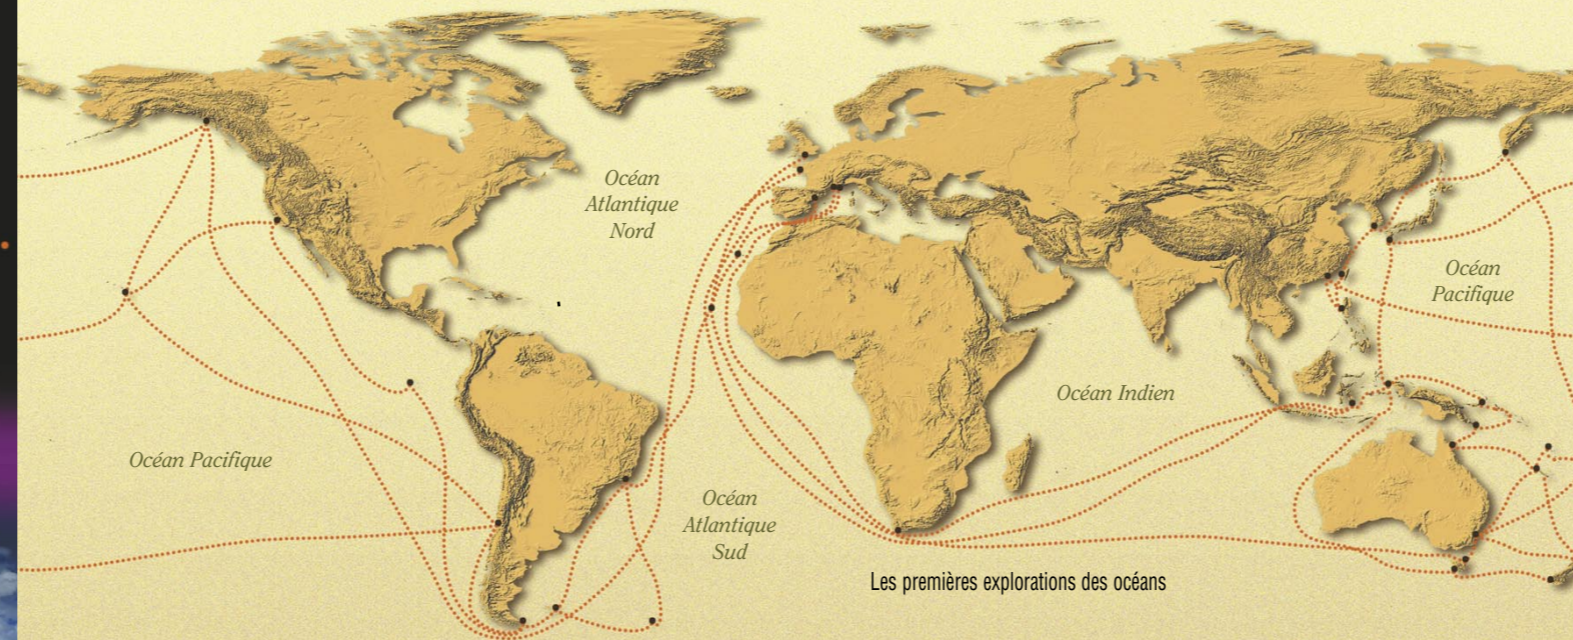 Océan
Atlantique
Nord
Océan
Pacifique
Océan Indien
Océan Pacifique
Océan
Atlantique
Sud
Les premières explorations des océans